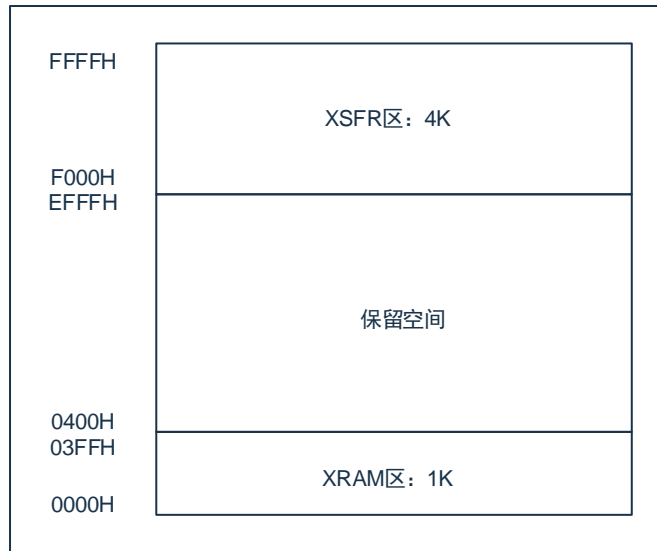 FFFFH
XSFR区：4K
F000H
EFFFH
保留空间
0400H
03FFH
XRAM区：1K
0000H